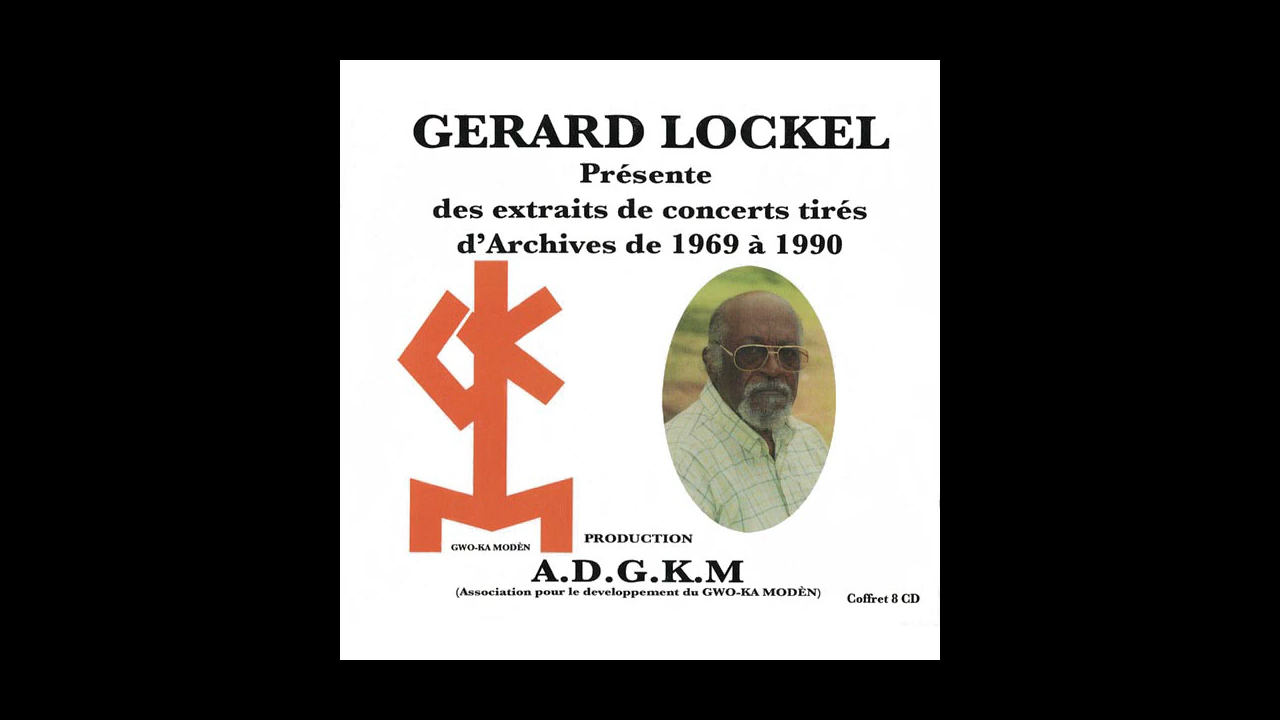 GERARD LOCKEL
Présente
des extraits de concerts tirés
d'Archives de 1969 à 1990
GWO-KA MODÈN
PRODUCTION
A.D.G.K.M
(Association pour le developpement du GWO-KA MODÈN)
Coffret 8 CD